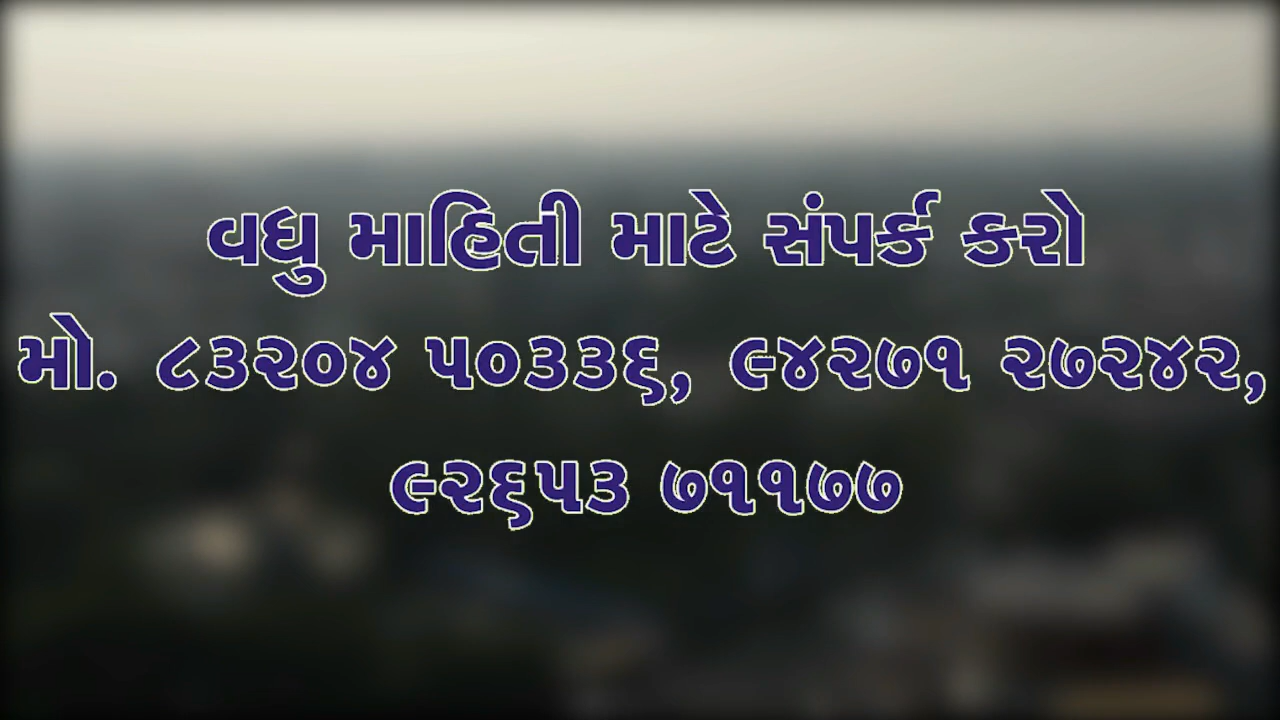 વધુ માહિતી માટે સંપર્ક કરો
મો. ૮૩૨૦૪ ૫૦૩૩૬, ૯૪૨૭૧ ૨૭૨૪૨,
૯૨૬૫૩ ૭૧૧૭૭